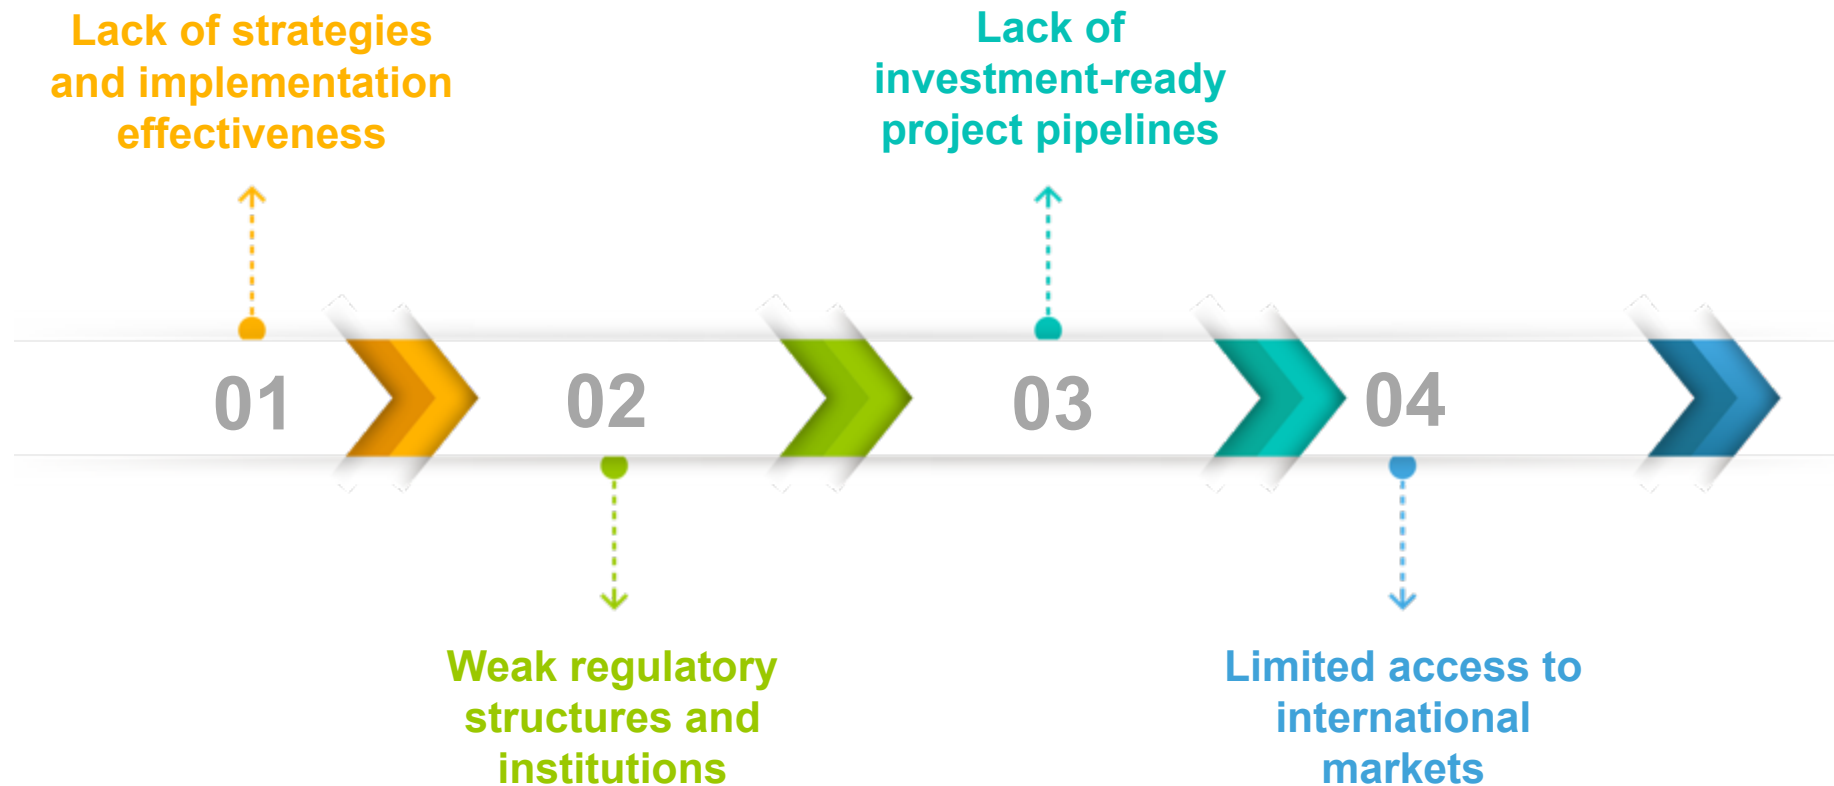 Lack of strategies
and implementation
effectiveness
Lack of
investment-ready
project pipelines
01
02
03
04
Weak regulatory
structures and
institutions
Limited access to
international
markets